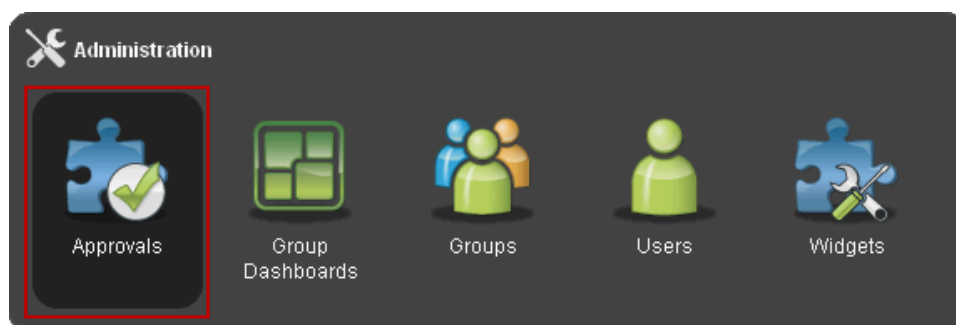 Administration
Approvals
Group
Dashboards
Groups
Users
Widgets